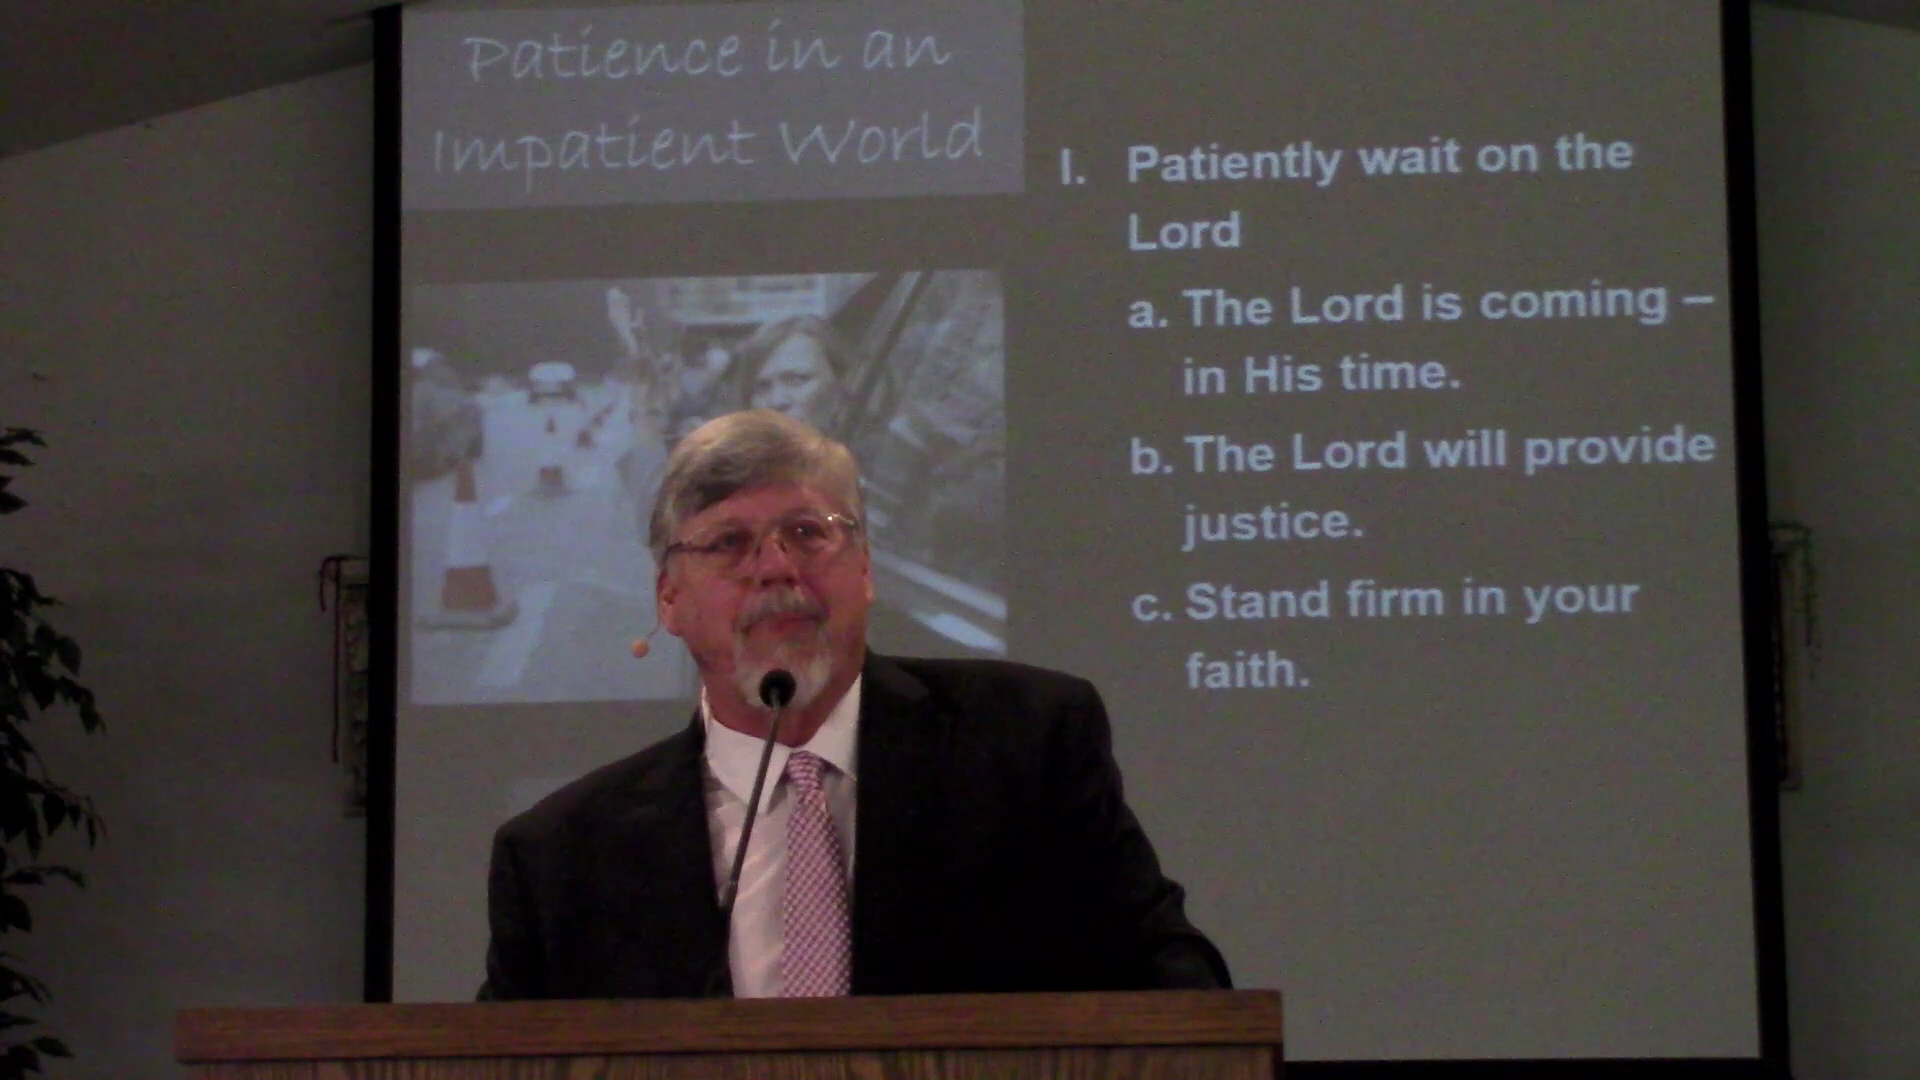 Patience in an
Impatient World
I. Patiently wait on the
Lord
a. The Lord is coming –
in His time.
b. The Lord will provide
justice.
c. Stand firm in your
faith.